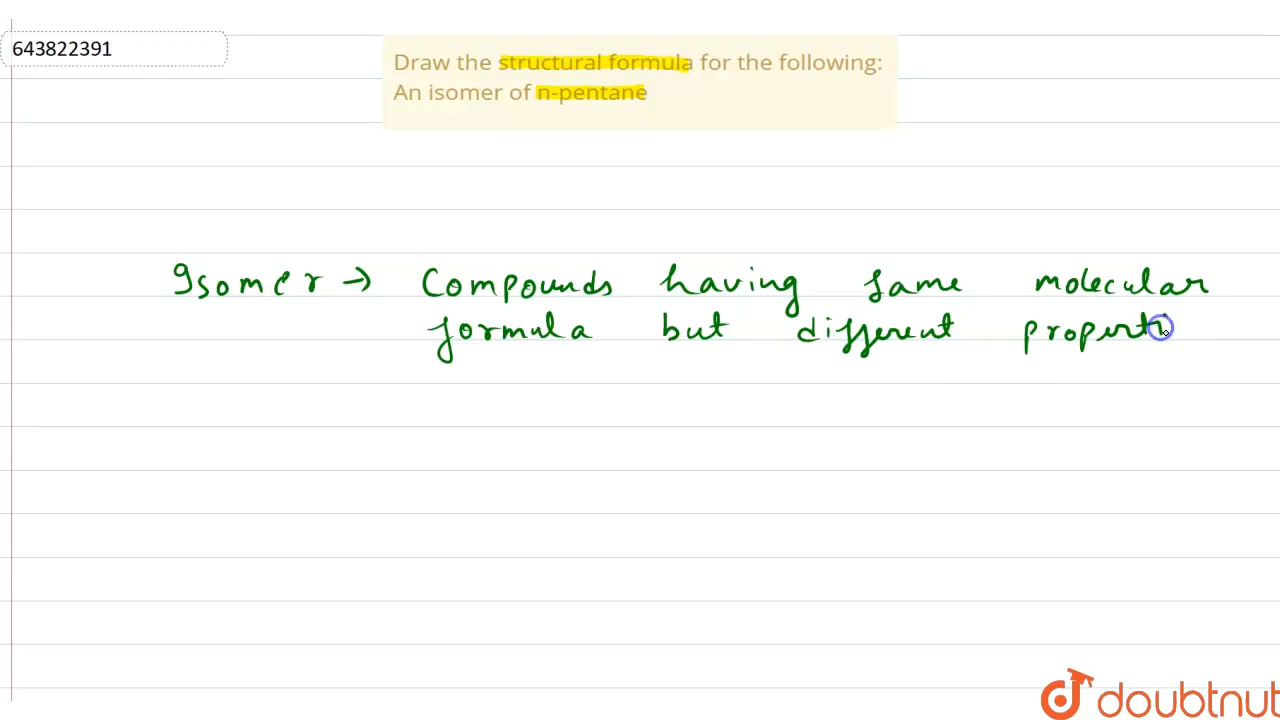 643822391
Draw the structural formula for the following:
An isomer of n-pentane
Isomer → Compounds having same molecular
formula but different properti
doubtnut